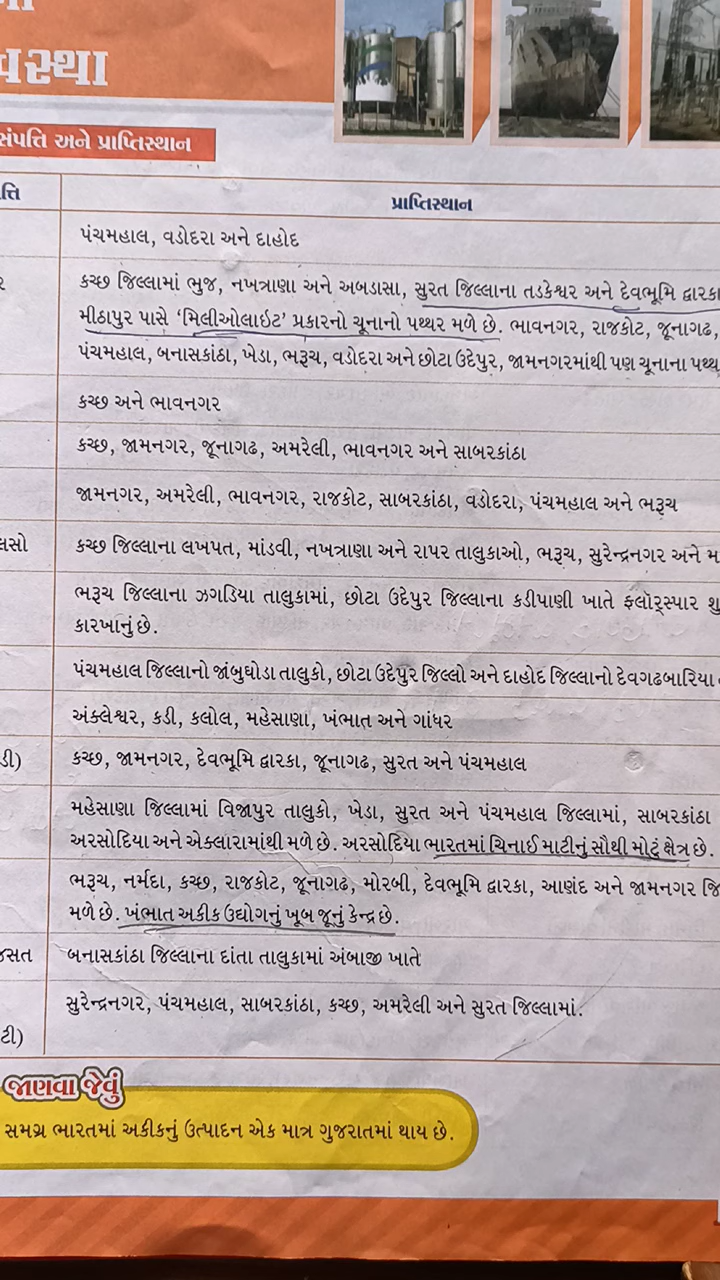 વસ્થા
સંપત્તિ અને પ્રાપ્તિસ્થાન
ત્તિ
પ્રાપ્તિસ્થાન
પંચમહાલ, વડોદરા અને દાહોદ
કચ્છ જિલ્લામાં ભુજ, નખત્રાણા અને અબડાસા, સુરત જિલ્લાના તડકેશ્વર અને દેવભૂમિ દ્વારકા
મીઠાપુર પાસે ‘મિલીઓલાઇટ’ પ્રકારનો ચૂનાનો પથ્થર મળે છે. ભાવનગર, રાજકોટ, જૂનાગઢ,
પંચમહાલ, બનાસકાંઠા, ખેડા, ભરૂચ, વડોદરા અને છોટા ઉદેપુર, જામનગરમાંથી પણ ચૂનાના પથ્થ
કચ્છ અને ભાવનગર
કચ્છ, જામનગર, જૂનાગઢ, અમરેલી, ભાવનગર અને સાબરકાંઠા
જામનગર, અમરેલી, ભાવનગર, રાજકોટ, સાબરકાંઠા, વડોદરા, પંચમહાલ અને ભરૂચ
લસો
કચ્છ જિલ્લાના લખપત, માંડવી, નખત્રાણા અને રાપર તાલુકાઓ, ભરૂચ, સુરેન્દ્રનગર અને મ
ભરૂચ જિલ્લાના ઝગડિયા તાલુકામાં, છોટા ઉદેપુર જિલ્લાના કડીપાણી ખાતે ફ્લૉર્સ્પાર શુ
કારખાનું છે.
પંચમહાલ જિલ્લાનો જાંબુઘોડા તાલુકો, છોટા ઉદેપુર જિલ્લો અને દાહોદ જિલ્લાનો દેવગઢબારિયા
અંક્લેશ્વર, કડી, કલોલ, મહેસાણા, ખંભાત અને ગાંધર
ડી)
કચ્છ, જામનગર, દેવભૂમિ દ્વારકા, જૂનાગઢ, સુરત અને પંચમહાલ
મહેસાણા જિલ્લામાં વિજાપુર તાલુકો, ખેડા, સુરત અને પંચમહાલ જિલ્લામાં, સાબરકાંઠા
અરસોદિયા અને એક્લારામાંથી મળે છે. અરસોદિયા ભારતમાં ચિનાઈ માટીનું સૌથી મોટું ક્ષેત્ર છે.
ભરૂચ, નર્મદા, કચ્છ, રાજકોટ, જૂનાગઢ, મોરબી, દેવભૂમિ દ્વારકા, આણંદ અને જામનગર જિ
મળે છે. ખંભાત અકીક ઉદ્યોગનું ખૂબ જૂનું કેન્દ્ર છે.
જસત
બનાસકાંઠા જિલ્લાના દાંતા તાલુકામાં અંબાજી ખાતે
સુરેન્દ્રનગર, પંચમહાલ, સાબરકાંઠા, કચ્છ, અમરેલી અને સુરત જિલ્લામાં.
ટી)
જાણવા જેવું
સમગ્ર ભારતમાં અકીકનું ઉત્પાદન એક માત્ર ગુજરાતમાં થાય છે.